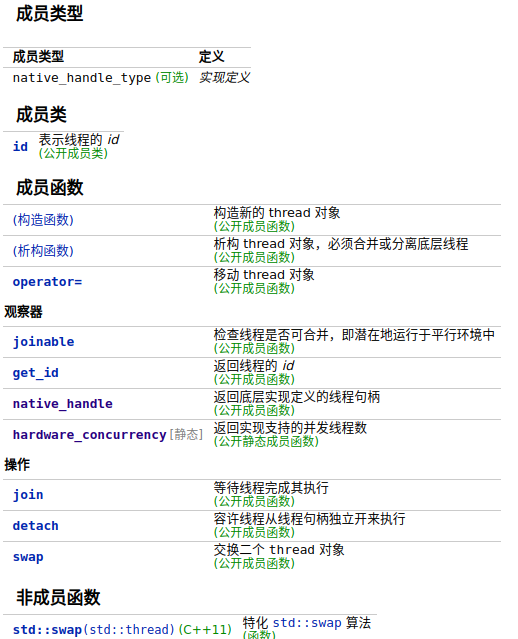 成员类型
成员类型 定义
native_handle_type (可选) 实现定义
成员类
id 表示线程的 id
(公开成员类)
成员函数
(构造函数) 构造新的 thread 对象
(公开成员函数)
(析构函数) 析构 thread 对象，必须合并或分离底层线程
(公开成员函数)
operator= 移动 thread 对象
(公开成员函数)
观察器
joinable 检查线程是否可合并，即潜在地运行于平行环境中
(公开成员函数)
get_id 返回线程的 id
(公开成员函数)
native_handle 返回底层实现定义的线程句柄
(公开成员函数)
hardware_concurrency[静态] 返回实现支持的并发线程数
(公开静态成员函数)
操作
join 等待线程完成其执行
(公开成员函数)
detach 容许线程从线程句柄独立开来执行
(公开成员函数)
swap 交换二个 thread 对象
(公开成员函数)
非成员函数
std::swap(std::thread) (C++11) 特化 std::swap 算法
(函数)